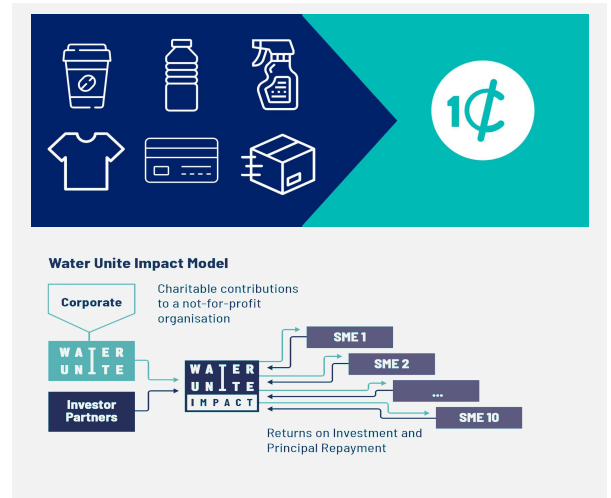 1₵
Water Unite Impact Model
Corporate
Charitable contributions
to a not-for-profit
organisation
WATER
UNITE
Investor
Partners
WATER
UNITE
IMPACT
SME 1
SME 2
...
SME 10
Returns on Investment and
Principal Repayment